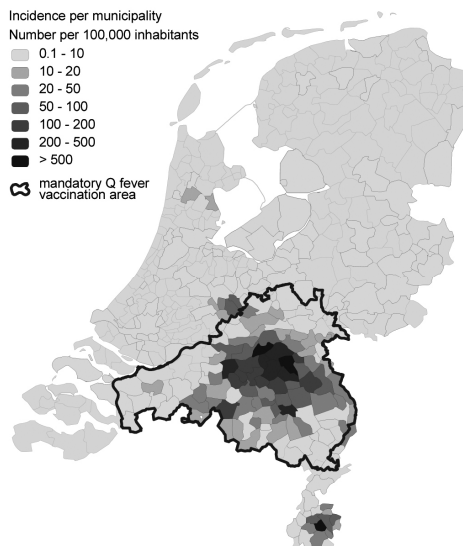 Incidence per municipality
Number per 100,000 inhabitants
0.1 - 10
10 - 20
20 - 50
50 - 100
100 - 200
200 - 500
> 500
mandatory Q fever
vaccination area